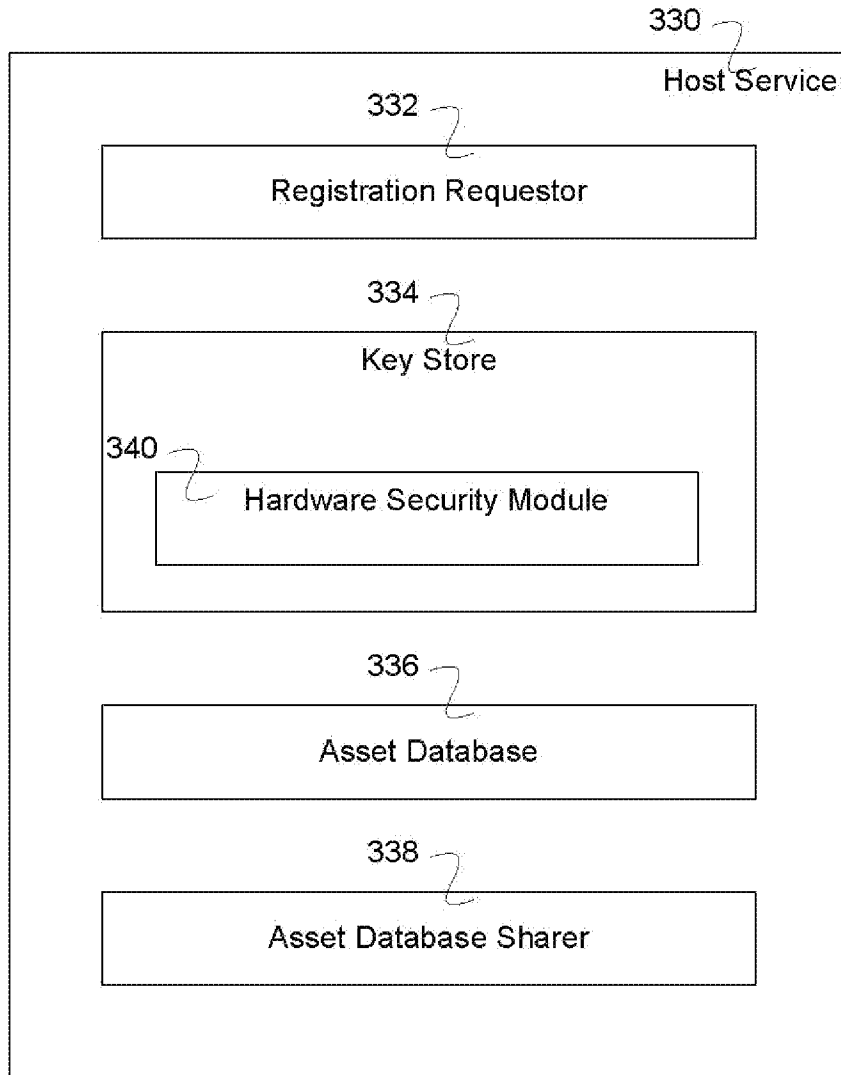 330
Host Service
332
Registration Requestor
334
Key Store
340
Hardware Security Module
336
Asset Database
338
Asset Database Sharer